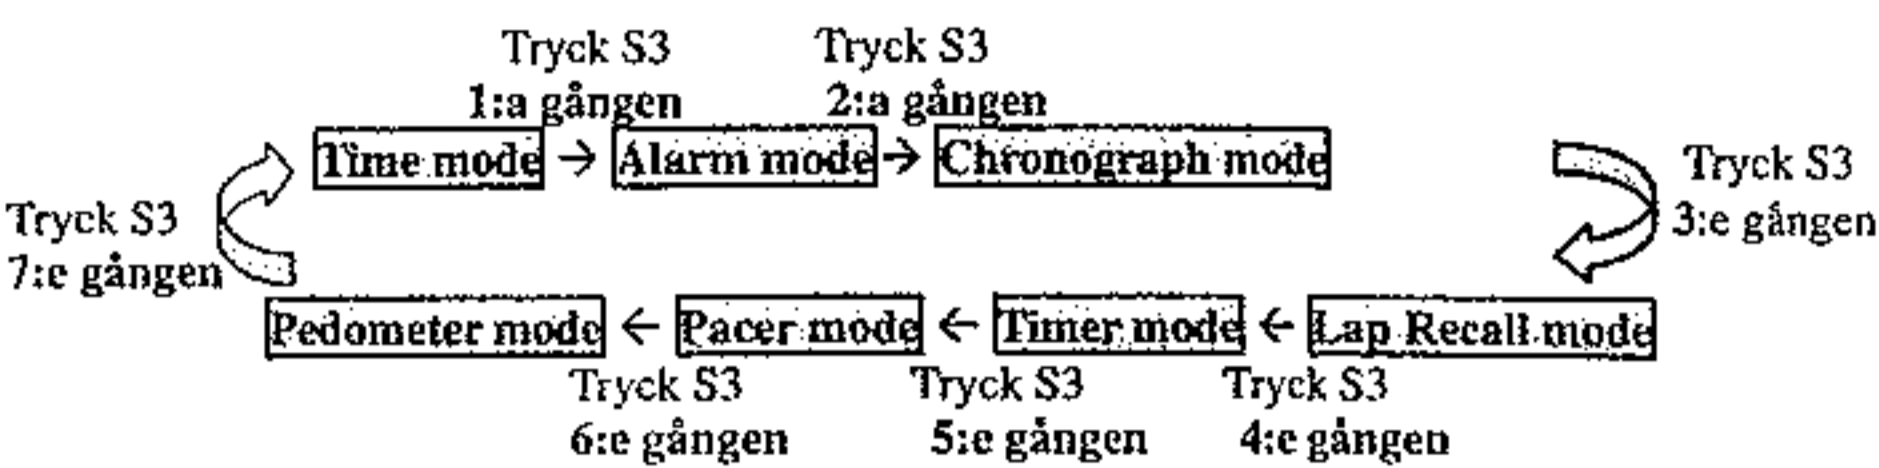 Tryck S3 Tryck S3
1:a gången 2:a gången
Time mode → Alarm mode → Chronograph mode
Tryck S3
3:e gången
Tryck S3
7:e gången
Pedometer mode ← Pacer mode ← Timer mode ← Lap Recall mode
Tryck S3 Tryck S3 Tryck S3
6:e gången 5:e gången 4:e gången